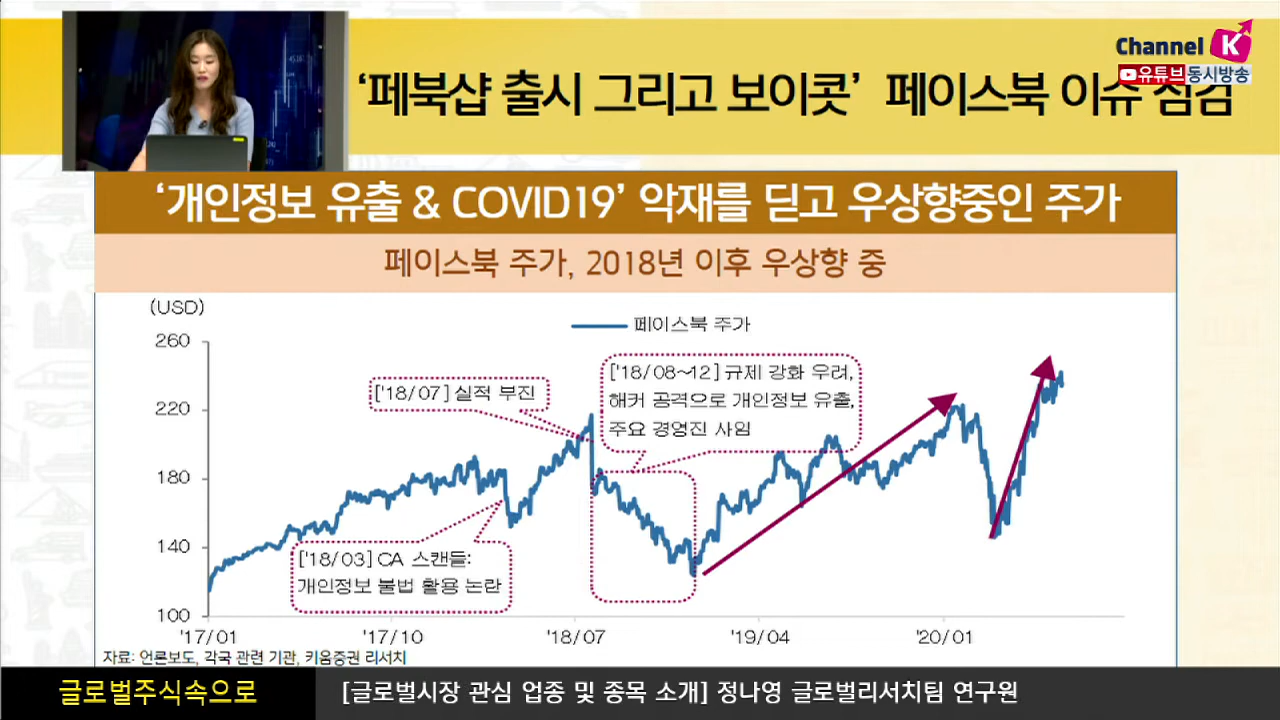 Channel K
유튜브동시방송
‘페북샵 출시 그리고 보이콧’ 페이스북 이슈 점검
‘개인정보 유출 & COVID19’ 악재를 딛고 우상향중인 주가
페이스북 주가, 2018년 이후 우상향 중
(USD)
페이스북 주가
260
220
180
140
100
['18/07] 실적 부진
['18/08~12] 규제 강화 우려,
해커 공격으로 개인정보 유출,
주요 경영진 사임
['18/03] CA 스캔들:
개인정보 불법 활용 논란
'17/01 '17/10 '18/07 '19/04 '20/01
자료: 언론보도, 각국 관련 기관, 키움증권 리서치
글로벌주식속으로
[글로벌시장 관심 업종 및 종목 소개] 정나영 글로벌리서치팀 연구원